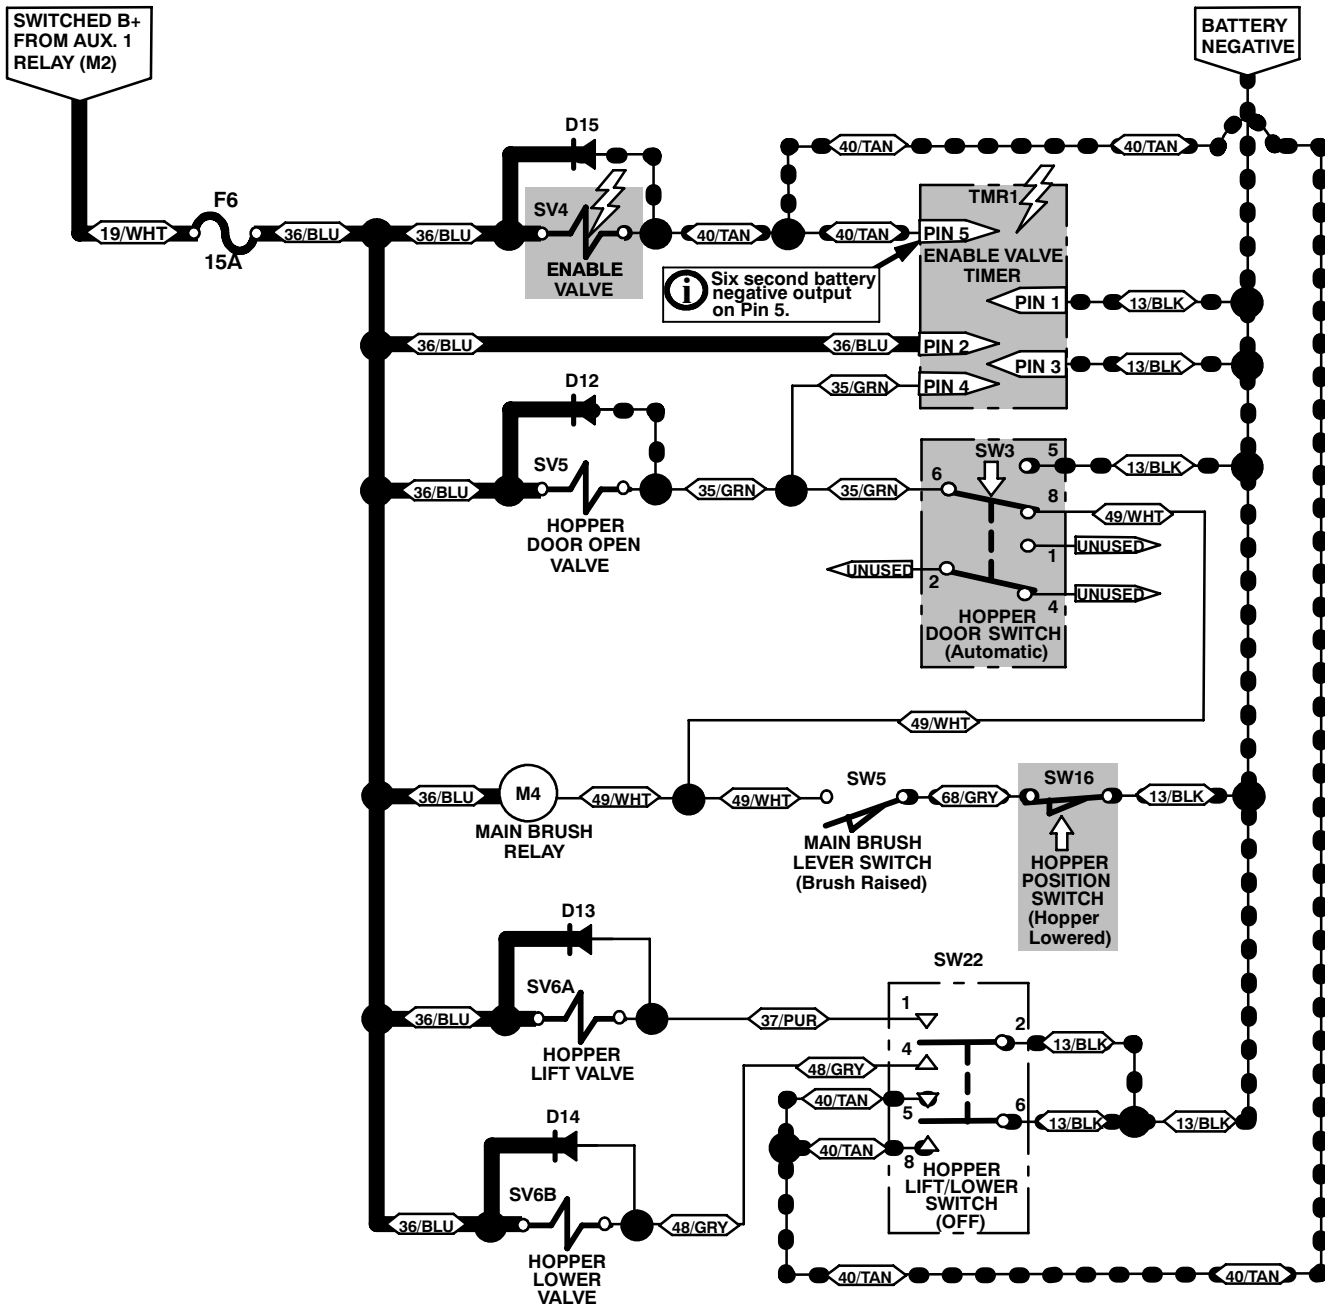 SWITCHED B+
FROM AUX. 1
RELAY (M2)
BATTERY
NEGATIVE
D15
40/TAN
40/TAN
F6
15A
19/WHT
36/BLU
36/BLU
SV4
ENABLE
VALVE
40/TAN
40/TAN
TMR1
PIN 5
ENABLE VALVE
TIMER
i
Six second battery
negative output
on Pin 5.
PIN 1
13/BLK
36/BLU
36/BLU
PIN 2
PIN 3
13/BLK
D12
35/GRN
PIN 4
SW3
5
13/BLK
36/BLU
SV5
HOPPER
DOOR OPEN
VALVE
35/GRN
35/GRN
6
8
49/WHT
1
UNUSED
UNUSED
2
4
UNUSED
HOPPER
DOOR SWITCH
(Automatic)
49/WHT
36/BLU
M4
MAIN BRUSH
RELAY
49/WHT
49/WHT
SW5
MAIN BRUSH
LEVER SWITCH
(Brush Raised)
68/GRY
SW16
HOPPER
POSITION
SWITCH
(Hopper
Lowered)
13/BLK
D13
36/BLU
SV6A
HOPPER
LIFT VALVE
37/PUR
SW22
1
2
13/BLK
4
48/GRY
40/TAN
5
6
13/BLK
13/BLK
40/TAN
8
HOPPER
LIFT/LOWER
SWITCH
(OFF)
D14
36/BLU
SV6B
HOPPER
LOWER
VALVE
48/GRY
40/TAN
40/TAN